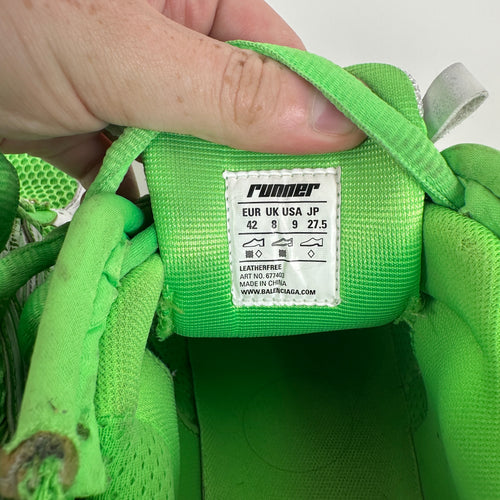 runner
EUR UK USA JP
42 8 9 27.5
LEATHERFREE
ART NO. 677403
MADE IN CHINA
WWW.BALENCIAGA.COM